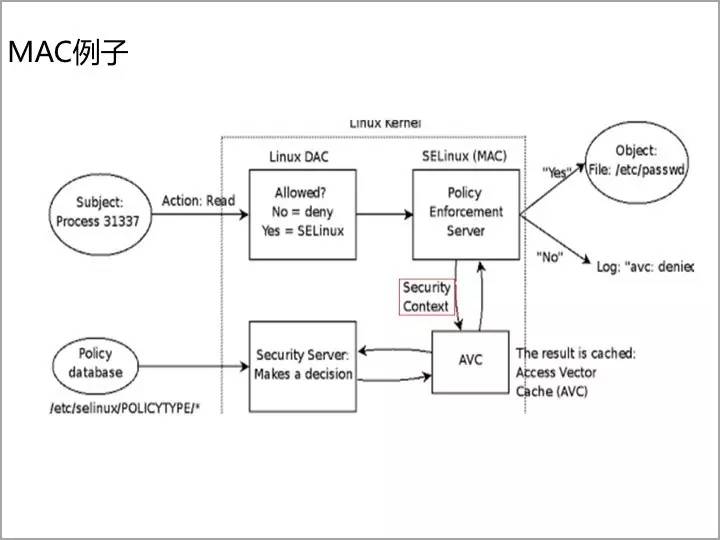 MAC例子
Linux Kernel
Linux DAC
SELinux (MAC)
Subject:
Process 31337
Action: Read
Allowed?
No = deny
Yes = SELinux
Policy
Enforcement
Server
"Yes"
Object:
File: /etc/passwd
"No"
Log: "avc: denied
Security
Context
Policy
database
/etc/selinux/POLICYTYPE/*
Security Server:
Makes a decision
AVC
The result is cached:
Access Vector
Cache (AVC)